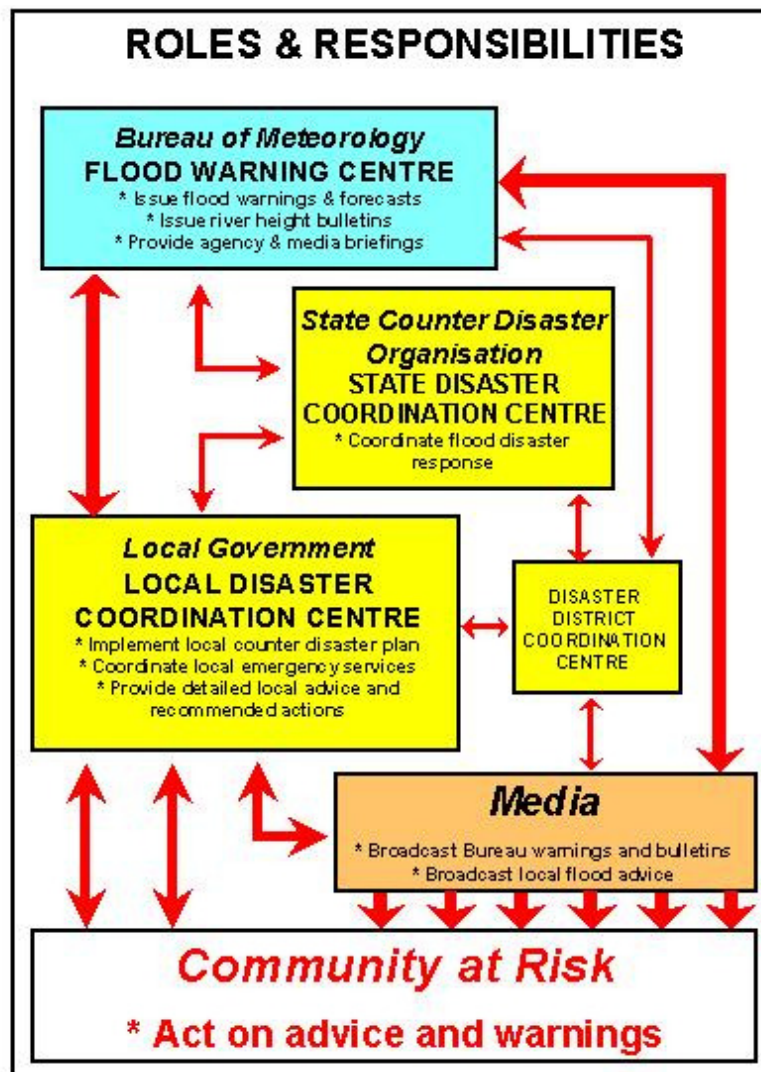 ROLES & RESPONSIBILITIES
Bureau of Meteorology
FLOOD WARNING CENTRE
* Issue flood warnings & forecasts
* Issue river height bulletins
* Provide agency & media briefings
State Counter Disaster
Organisation
STATE DISASTER
COORDINATION CENTRE
* Coordinate flood disaster
response
Local Government
LOCAL DISASTER
COORDINATION CENTRE
* Implement local counter disaster plan
* Coordinate local emergency services
* Provide detailed local advice and
recommended actions
DISASTER
DISTRICT
COORDINATION
CENTRE
Media
* Broadcast Bureau warnings and bulletins
* Broadcast local flood advice
Community at Risk
* Act on advice and warnings